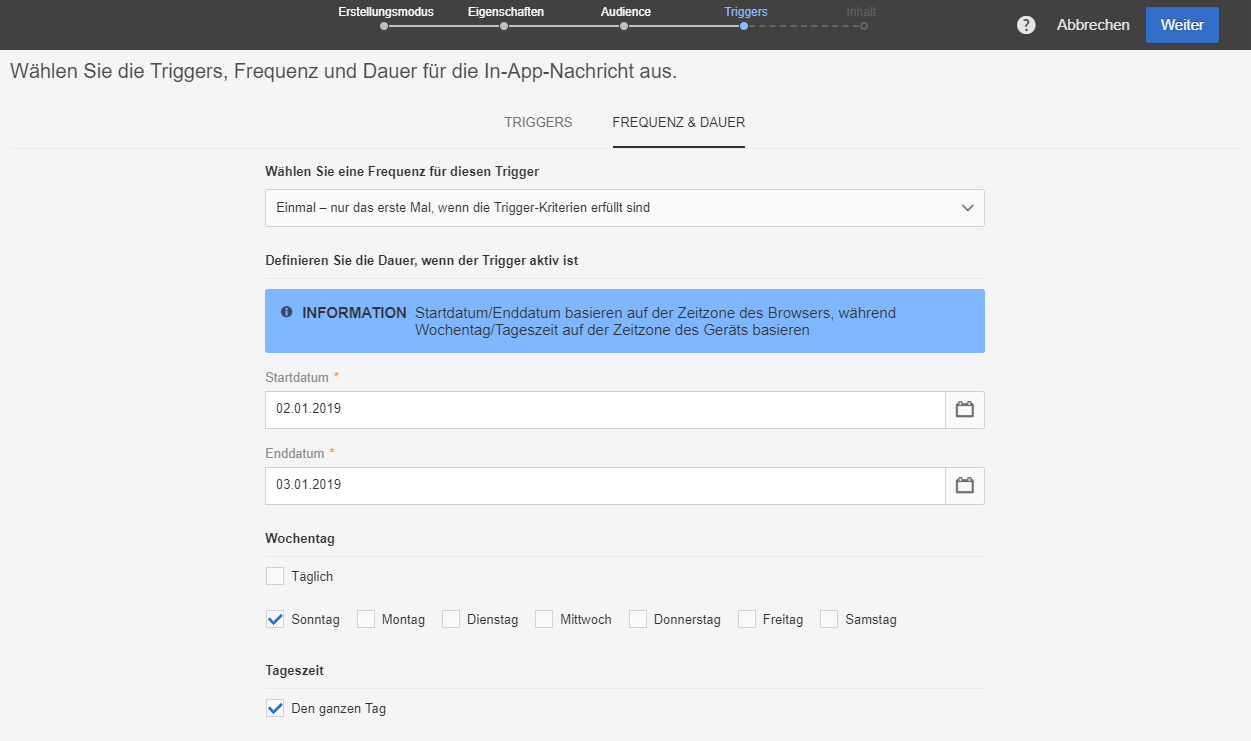 Erstellungsmodus Eigenschaften Audience Triggers Inhalt
? Abbrechen Weiter
Wählen Sie die Triggers, Frequenz und Dauer für die In-App-Nachricht aus.
TRIGGERS FREQUENZ & DAUER
Wählen Sie eine Frequenz für diesen Trigger
Einmal – nur das erste Mal, wenn die Trigger-Kriterien erfüllt sind
Definieren Sie die Dauer, wenn der Trigger aktiv ist
INFORMATION Startdatum/Enddatum basieren auf der Zeitzone des Browsers, während
Wochentag/Tageszeit auf der Zeitzone des Geräts basieren
Startdatum *
02.01.2019
Enddatum *
03.01.2019
Wochentag
Täglich
Sonntag Montag Dienstag Mittwoch Donnerstag Freitag Samstag
Tageszeit
Den ganzen Tag